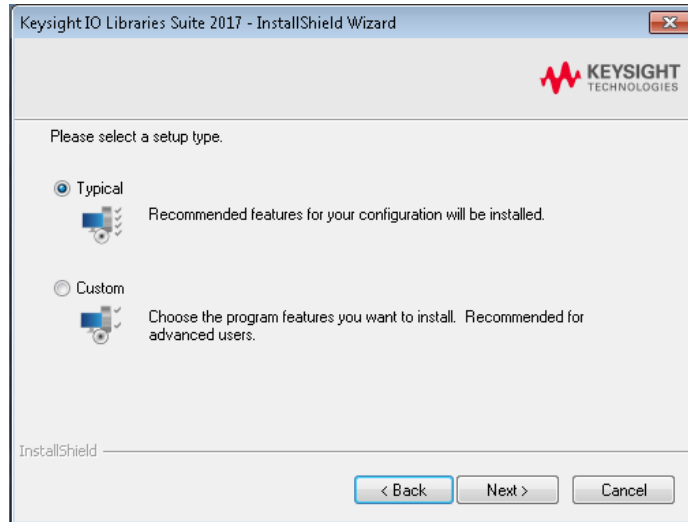 Keysight IO Libraries Suite 2017 - InstallShield Wizard
KEYSIGHT
TECHNOLOGIES
Please select a setup type.
Typical
Recommended features for your configuration will be installed.
Custom
Choose the program features you want to install. Recommended for
advanced users.
InstallShield
< Back
Next >
Cancel